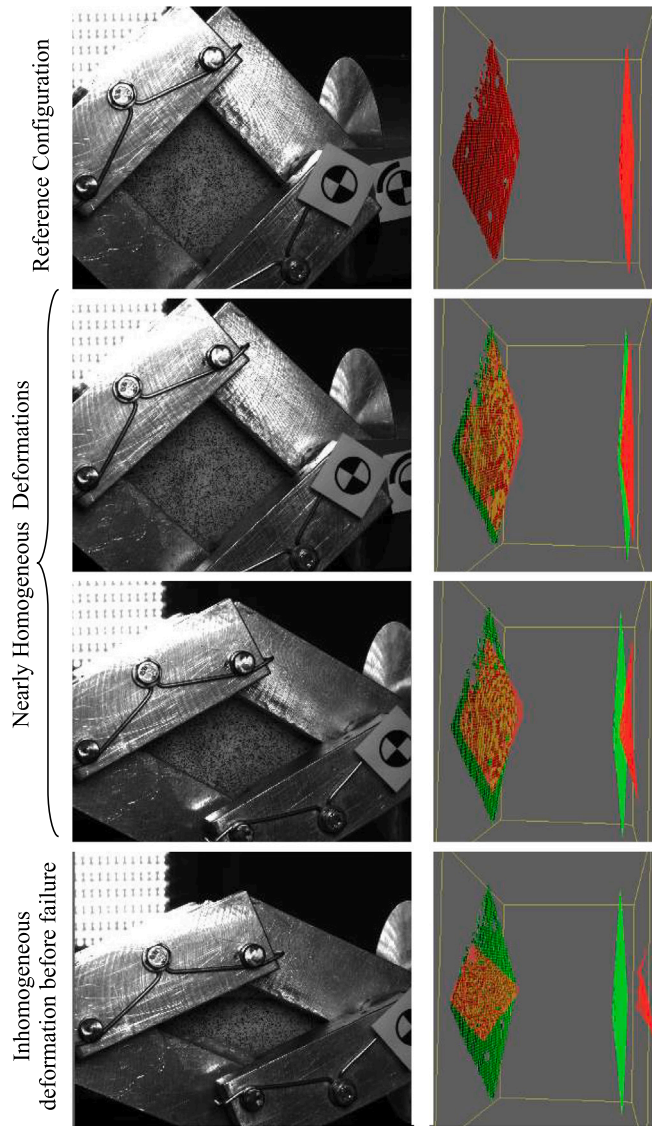 Reference Configuration
Nearly Homogeneous Deformations
Inhomogeneous
deformation before failure